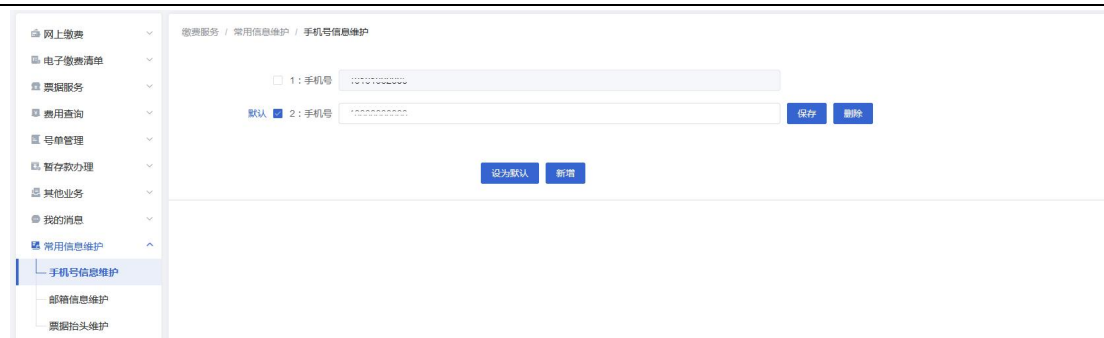 网上缴费
电子缴费清单
票据服务
费用查询
号单管理
暂存款办理
其他业务
我的消息
常用信息维护
手机号信息维护
邮箱信息维护
票据抬头维护
缴费服务 / 常用信息维护 / 手机号信息维护
1：手机号
默认 2：手机号 保存 删除
设为默认 新增